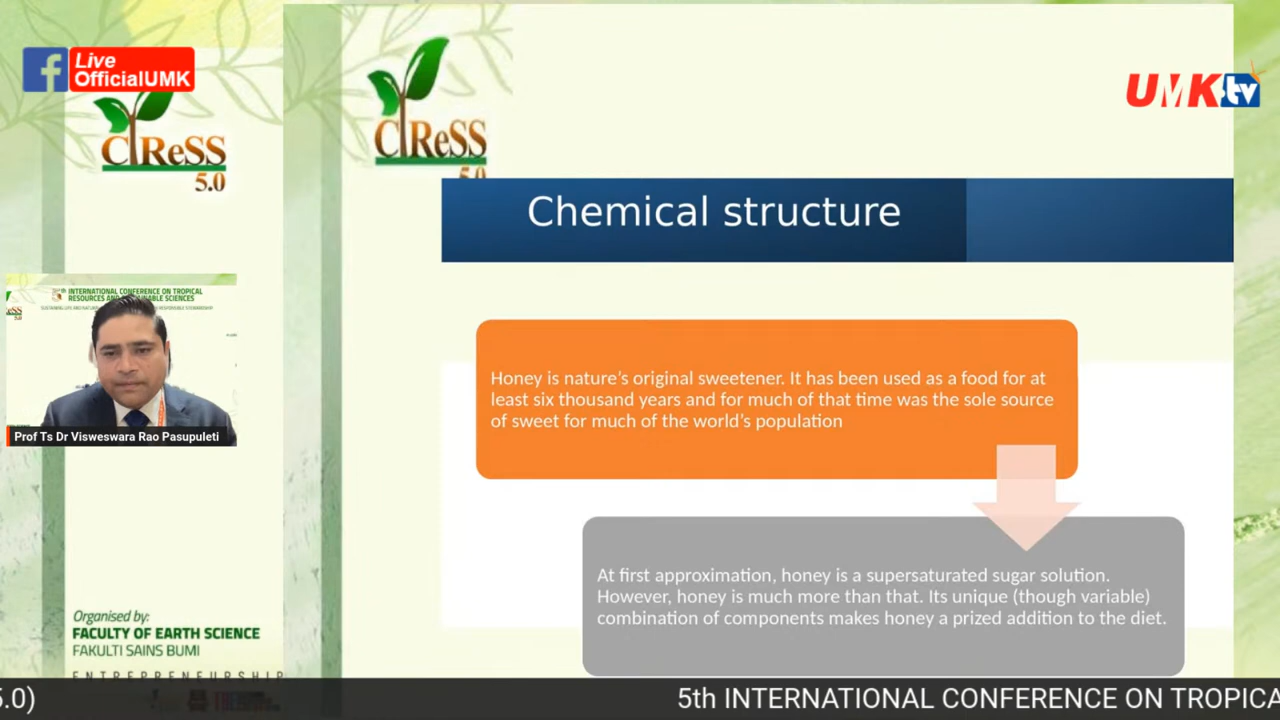 Live
OfficialUMK
CIReSS
5.0
CIReSS
5.0
UMK tv
Chemical structure
INTERNATIONAL CONFERENCE ON TROPICAL
Prof Ts Dr Visweswara Rao Pasupuleti
Honey is nature’s original sweetener. It has been used as a food for at
least six thousand years and for much of that time was the sole source
of sweet for much of the world’s population
At first approximation, honey is a supersaturated sugar solution.
However, honey is much more than that. Its unique (though variable)
combination of components makes honey a prized addition to the diet.
Organised by:
FACULTY OF EARTH SCIENCE
FAKULTI SAINS BUMI
ENTREPRENEURSHIP
5.0) 5th INTERNATIONAL CONFERENCE ON TROPICA